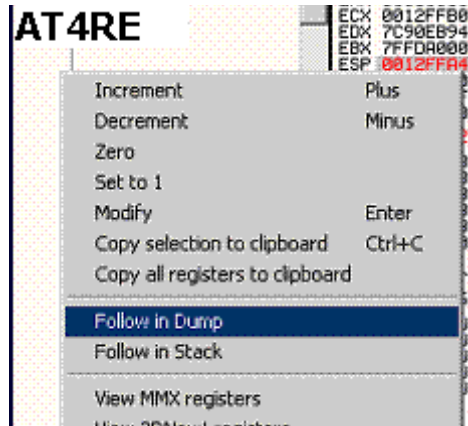 AT4RE
ECX 0012FFB0
EDX 7C90EB94
EBX 7FFDA000
ESP 0012FFA4
Increment Plus
Decrement Minus
Zero
Set to 1
Modify Enter
Copy selection to clipboard Ctrl+C
Copy all registers to clipboard
Follow in Dump
Follow in Stack
View MMX registers